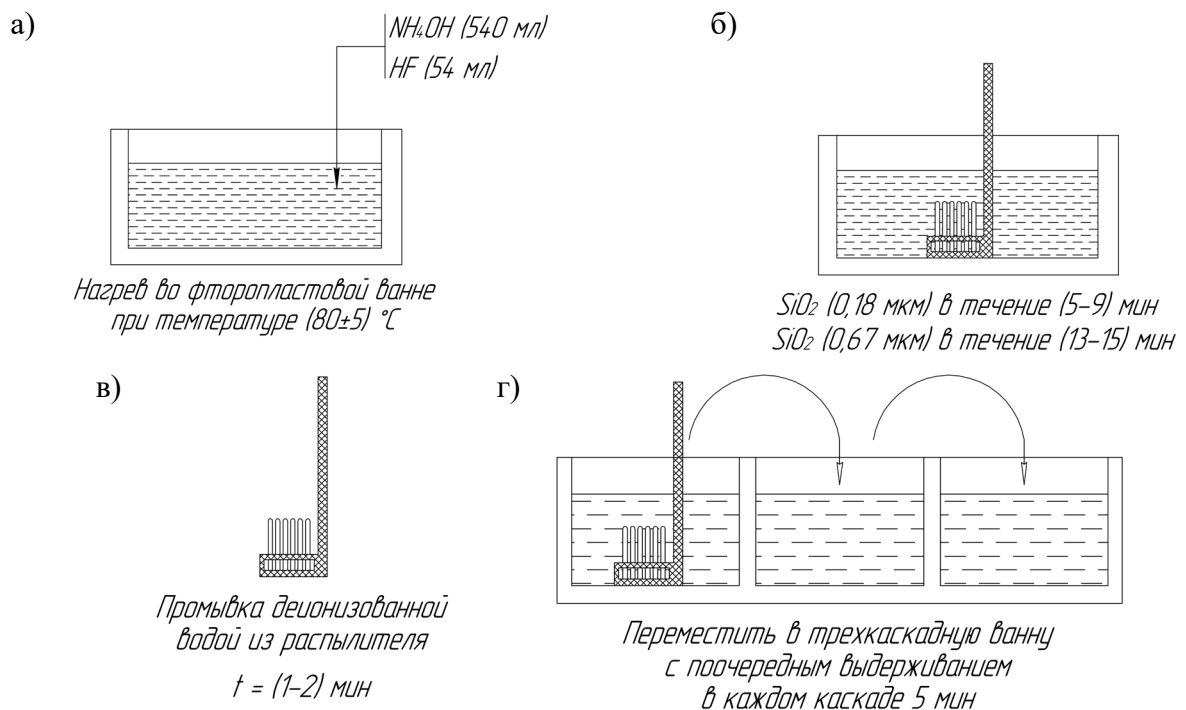 а)
NH₄OH (540 мл)
HF (54 мл)
Нагрев во фторопластовой ванне
при температуре (80±5) °C
б)
SiO₂ (0,18 мкм) в течение (5–9) мин
SiO₂ (0,67 мкм) в течение (13–15) мин
в)
Промывка деионизованной
водой из распылителя
t = (1–2) мин
г)
Переместить в трехкаскадную ванну
с поочередным выдерживанием
в каждом каскаде 5 мин